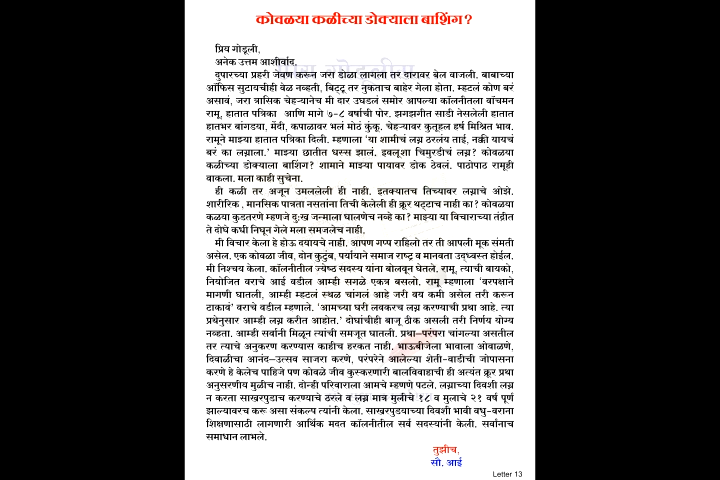 कोवळया कळीच्या डोक्याला बाशिंग?
प्रिय गोडूली,
अनेक उत्तम आशीर्वाद,
दुपारच्या प्रहरी जेवण करून जरा डोळा लागला तर दारावर बेल वाजली. बाबाच्या
ऑफिस सुटायचीही वेळ नव्हती, बिट्टू तर नुकताच बाहेर गेला होता. म्हटलं कोण बरं
असावं, जरा त्रासिक चेहऱ्यानेच मी दार उघडलं समोर आपल्या कॉलनीतला वॉचमन
रामू, हातात पत्रिका आणि मागे ७-८ वर्षाची पोर. झगझगीत साडी नेसलेली हातात
हातभर बांगडया. मेंदी, कपाळावर भलं मोठं कुंकू. चेहऱ्यावर कुतूहल हर्ष मिश्रित भाव.
रामूने माझ्या हातात पत्रिका दिली. म्हणाला 'या शामीचं लग्न ठरलंय ताई, नक्की यायचं
बरं का लग्नाला.' माझ्या छातीत धस्स झालं. इवलूशा चिमुरडीचं लग्न? कोवळया
कळीच्या डोक्याला बाशिंग? शामाने माझ्या पायावर डोक ठेवलं. पाठोपाठ रामूही
वाकला. मला काही सुचेना.
ही कळी तर अजून उमललेली ही नाही. इतक्यातच तिच्यावर लग्नाचे ओझे.
शारीरिक, मानसिक पात्रता नसतांना तिची केलेली ही क्रूर थट्टाच नाही का? कोवळया
कळया कुडतरणे म्हणजे दु:ख जन्माला घालणेच नव्हे का? माझ्या या विचाराच्या तंद्रीत
ते दोघे कधी निघून गेले मला समजलेच नाही.
मी विचार केला हे होऊ दयायचे नाही. आपण गप्प राहिलो तर ती आपली मूक संमती
असेल. एक कोवळा जीव, दोन कुटुंब, पर्यायाने समाज राष्ट्र व मानवता उद्ध्वस्त होईल.
मी निश्चय केला. कॉलनीतील ज्येष्ठ सदस्य यांना बोलवून घेतले. रामू, त्याची बायको,
नियोजित वराचे आई वडील आम्ही सगळे एकत्र बसलो. रामू म्हणाला 'वरपक्षाने
मागणी घातली, आम्ही म्हटलं स्थळ चांगलं आहे जरी वय कमी असेल तरी करून
टाकावं' वराचे वडील म्हणाले. 'आमच्या घरी लवकरच लग्न करण्याची प्रथा आहे. त्या
प्रथेनुसार आम्ही लग्न करीत आहोत.' दोघांचीही बाजू ठीक असली तरी निर्णय योग्य
नव्हता. आम्ही सर्वांनी मिळून त्यांची समजूत घातली. प्रथा-परंपरा चांगल्या असतील
तर त्याचे अनुकरण करण्यास काहीच हरकत नाही. भाऊबीजेला भावाला ओवाळणे,
दिवाळीचा आनंद-उत्सव साजरा करणे, परंपरेने आलेल्या शेती-वाडीची जोपासना
करणे हे केलेच पाहिजे पण कोवळे जीव कुस्करणारी बालविवाहाची ही अत्यंत क्रूर प्रथा
अनुसरणीय मुळीच नाही. दोन्ही परिवाराला आमचे म्हणणे पटले. लग्नाच्या दिवशी लग्न
न करता साखरपुडाच करण्याचे ठरले व लग्न मात्र मुलीचे १८ व मुलाचे २१ वर्ष पूर्ण
झाल्यावरच करू असा संकल्प त्यांनी केला. साखरपुडयाच्या दिवशी भावी वधु-वराना
शिक्षणासाठी लागणारी आर्थिक मवत कॉलनीतील सर्व सदस्यांनी केली. सर्वांनाच
समाधान लाभले.
तुझीच,
सौ. आई
Letter 13